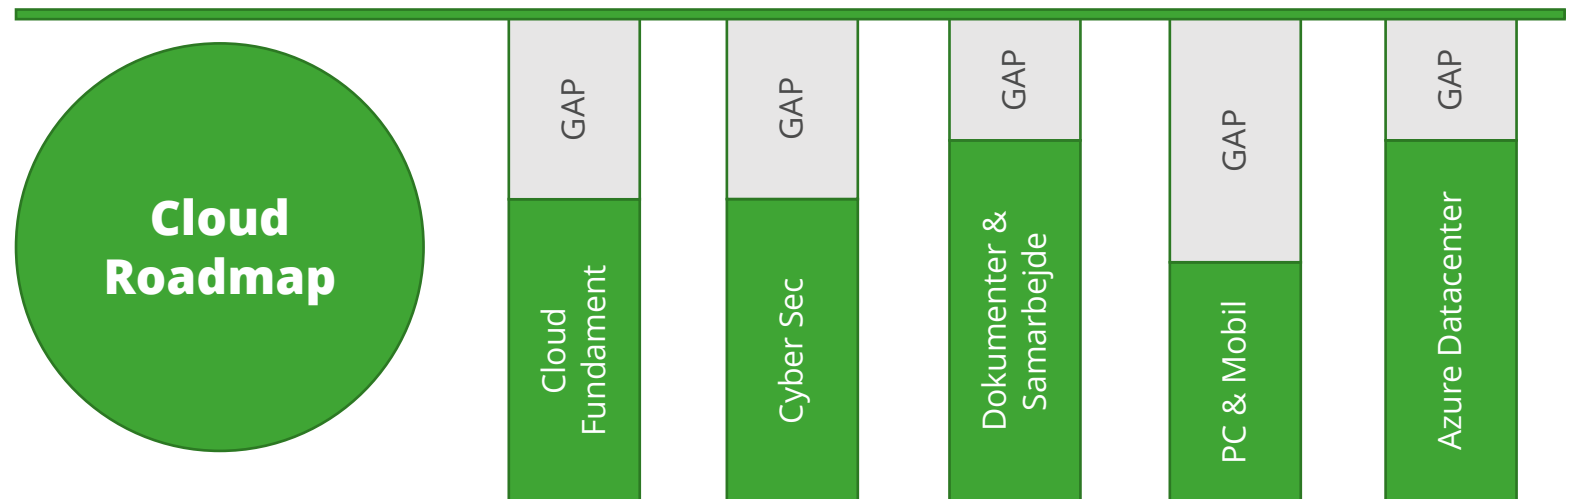 Cloud
Roadmap
GAP
Cloud
Fundament
GAP
Cyber Sec
GAP
Dokumenter &
Samarbejde
GAP
PC & Mobil
GAP
Azure Datacenter